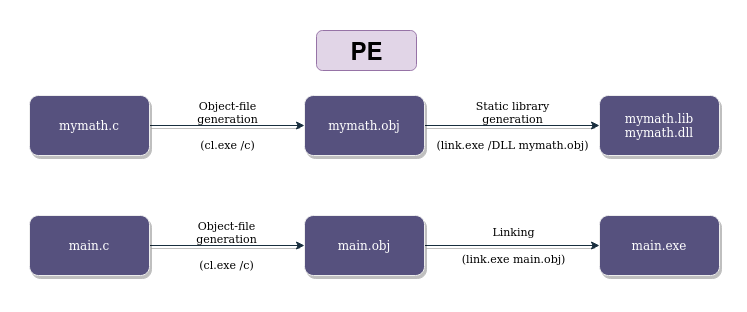 PE
mymath.c
Object-file
generation
(cl.exe /c)
mymath.obj
Static library
generation
(link.exe /DLL mymath.obj)
mymath.lib
mymath.dll
main.c
Object-file
generation
(cl.exe /c)
main.obj
Linking
(link.exe main.obj)
main.exe